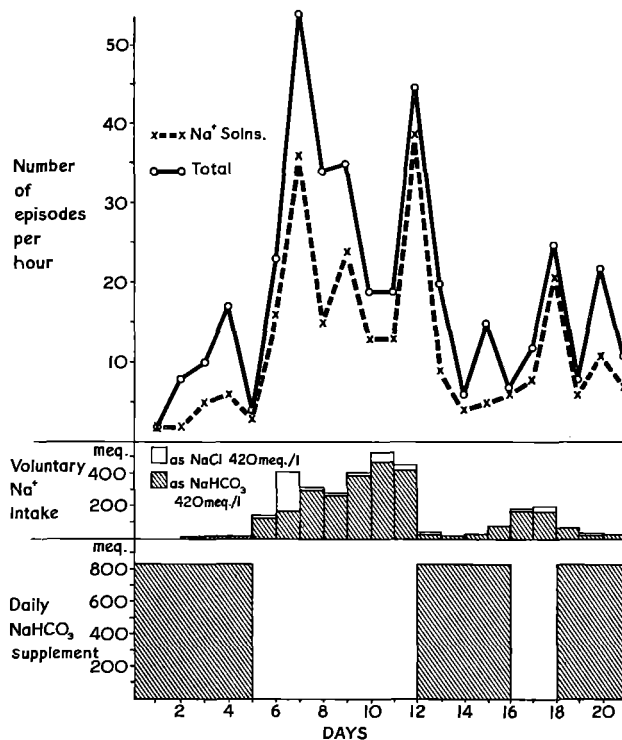 50
40
30
20
10
Number
of
episodes
per
hour
x--x Na⁺ Solns.
o—o Total
Voluntary
Na⁺
Intake
meq.
400
200
as NaCl 420meq./l
as NaHCO₃
420meq./l
Daily
NaHCO₃
supplement
meq.
800
600
400
200
2 4 6 8 10 12 14 16 18 20
DAYS